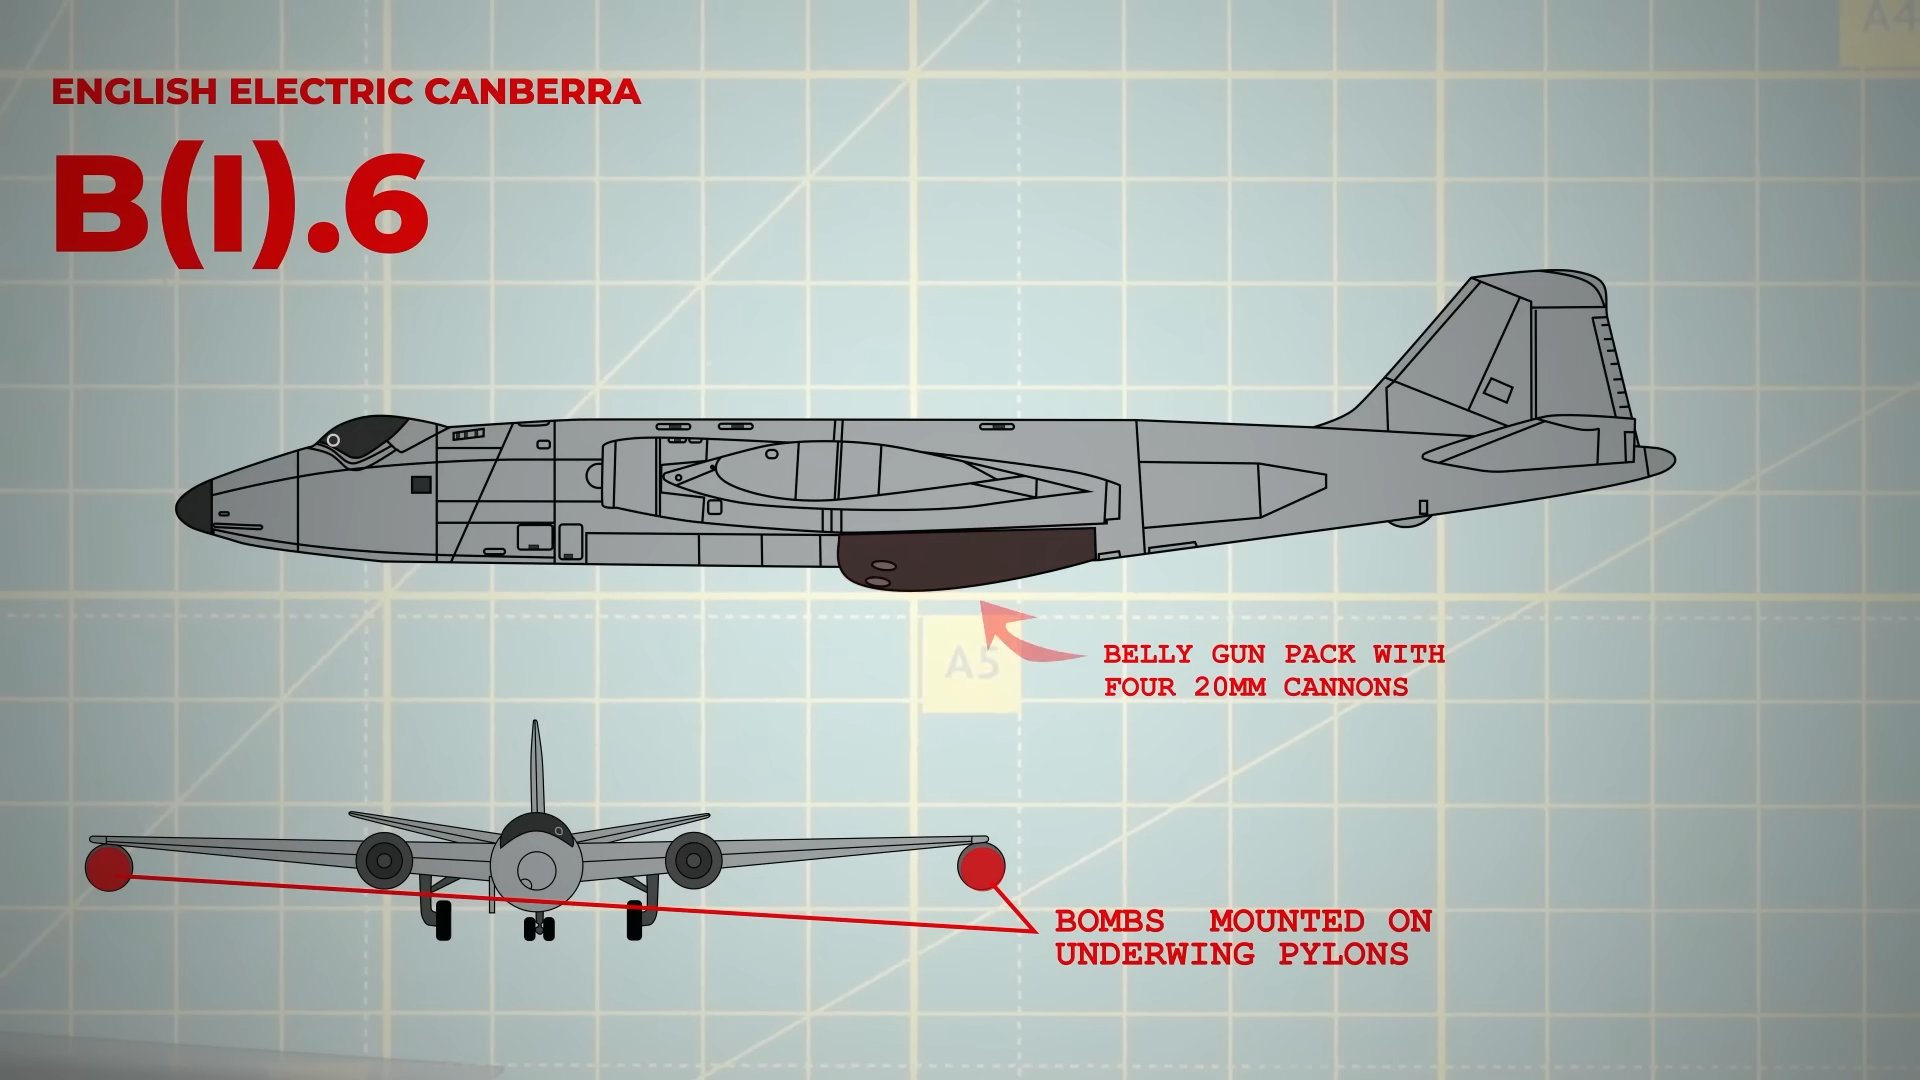 A4
ENGLISH ELECTRIC CANBERRA
B(I).6
A5
BELLY GUN PACK WITH
FOUR 20MM CANNONS
BOMBS MOUNTED ON
UNDERWING PYLONS